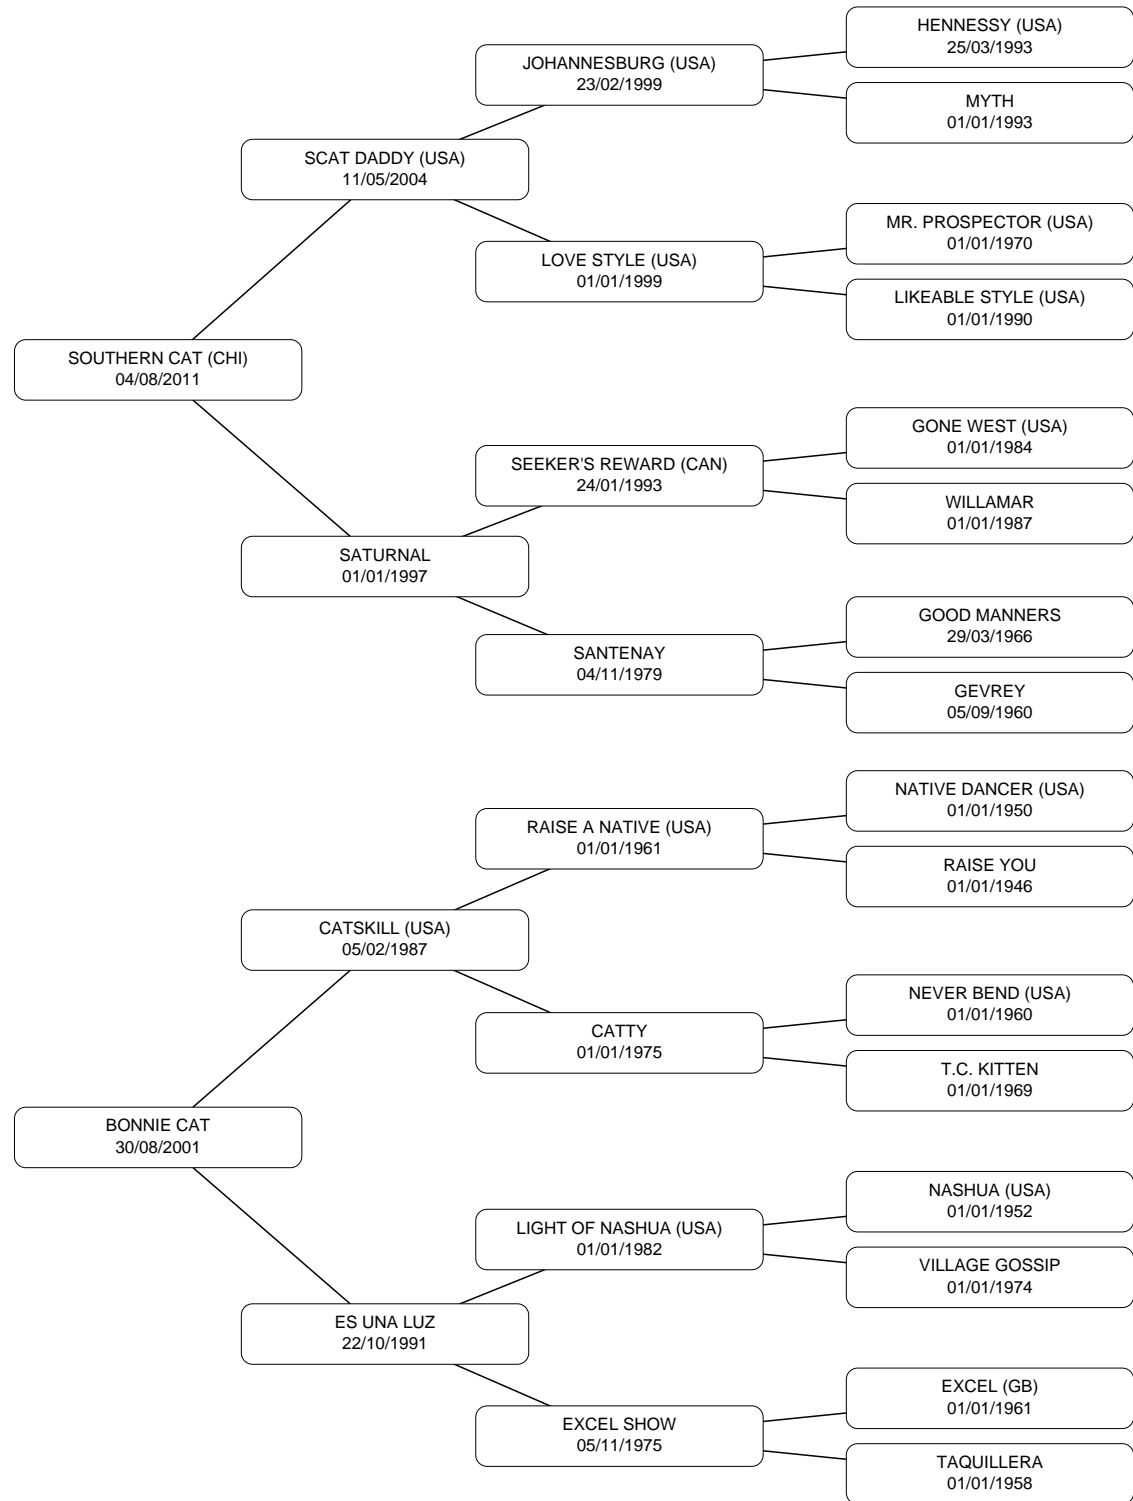 HENNESSY (USA)
25/03/1993
JOHANNESBURG (USA)
23/02/1999
MYTH
01/01/1993
SCAT DADDY (USA)
11/05/2004
MR. PROSPECTOR (USA)
01/01/1970
LOVE STYLE (USA)
01/01/1999
LIKEABLE STYLE (USA)
01/01/1990
SOUTHERN CAT (CHI)
04/08/2011
GONE WEST (USA)
01/01/1984
SEEKER'S REWARD (CAN)
24/01/1993
WILLAMAR
01/01/1987
SATURNAL
01/01/1997
GOOD MANNERS
29/03/1966
SANTENAY
04/11/1979
GEVREY
05/09/1960
NATIVE DANCER (USA)
01/01/1950
RAISE A NATIVE (USA)
01/01/1961
RAISE YOU
01/01/1946
CATSKILL (USA)
05/02/1987
NEVER BEND (USA)
01/01/1960
CATTY
01/01/1975
T.C. KITTEN
01/01/1969
BONNIE CAT
30/08/2001
NASHUA (USA)
01/01/1952
LIGHT OF NASHUA (USA)
01/01/1982
VILLAGE GOSSIP
01/01/1974
ES UNA LUZ
22/10/1991
EXCEL (GB)
01/01/1961
EXCEL SHOW
05/11/1975
TAQUILLERA
01/01/1958